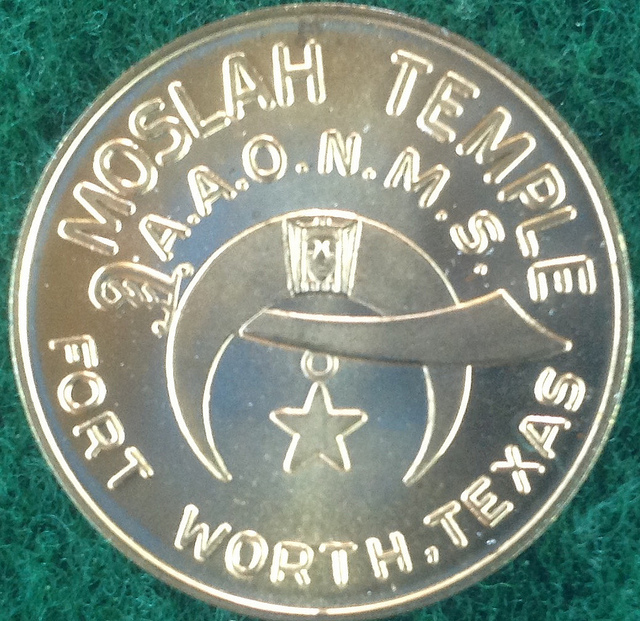 MOSLAH TEMPLE
A.A.O.N.M.S.
FORT WORTH, TEXAS